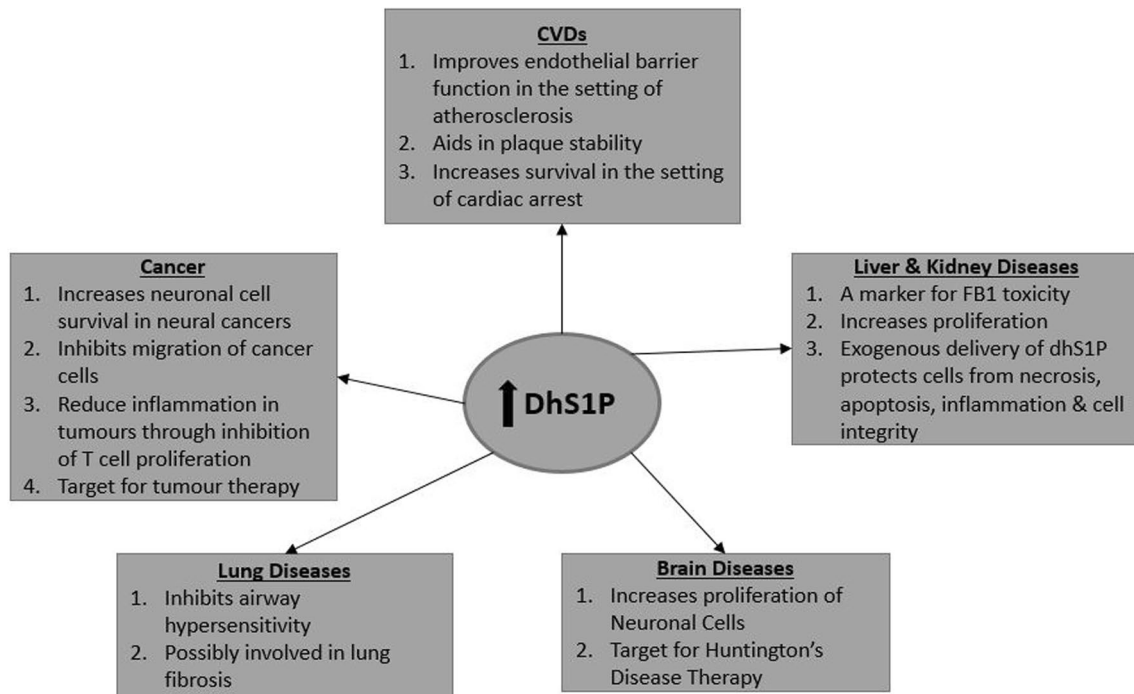 CVDs
1. Improves endothelial barrier
function in the setting of
atherosclerosis
2. Aids in plaque stability
3. Increases survival in the setting
of cardiac arrest
Cancer
1. Increases neuronal cell
survival in neural cancers
2. Inhibits migration of cancer
cells
3. Reduce inflammation in
tumours through inhibition
of T cell proliferation
4. Target for tumour therapy
DhS1P
Liver & Kidney Diseases
1. A marker for FB1 toxicity
2. Increases proliferation
3. Exogenous delivery of dhS1P
protects cells from necrosis,
apoptosis, inflammation & cell
integrity
Lung Diseases
1. Inhibits airway
hypersensitivity
2. Possibly involved in lung
fibrosis
Brain Diseases
1. Increases proliferation of
Neuronal Cells
2. Target for Huntington’s
Disease Therapy